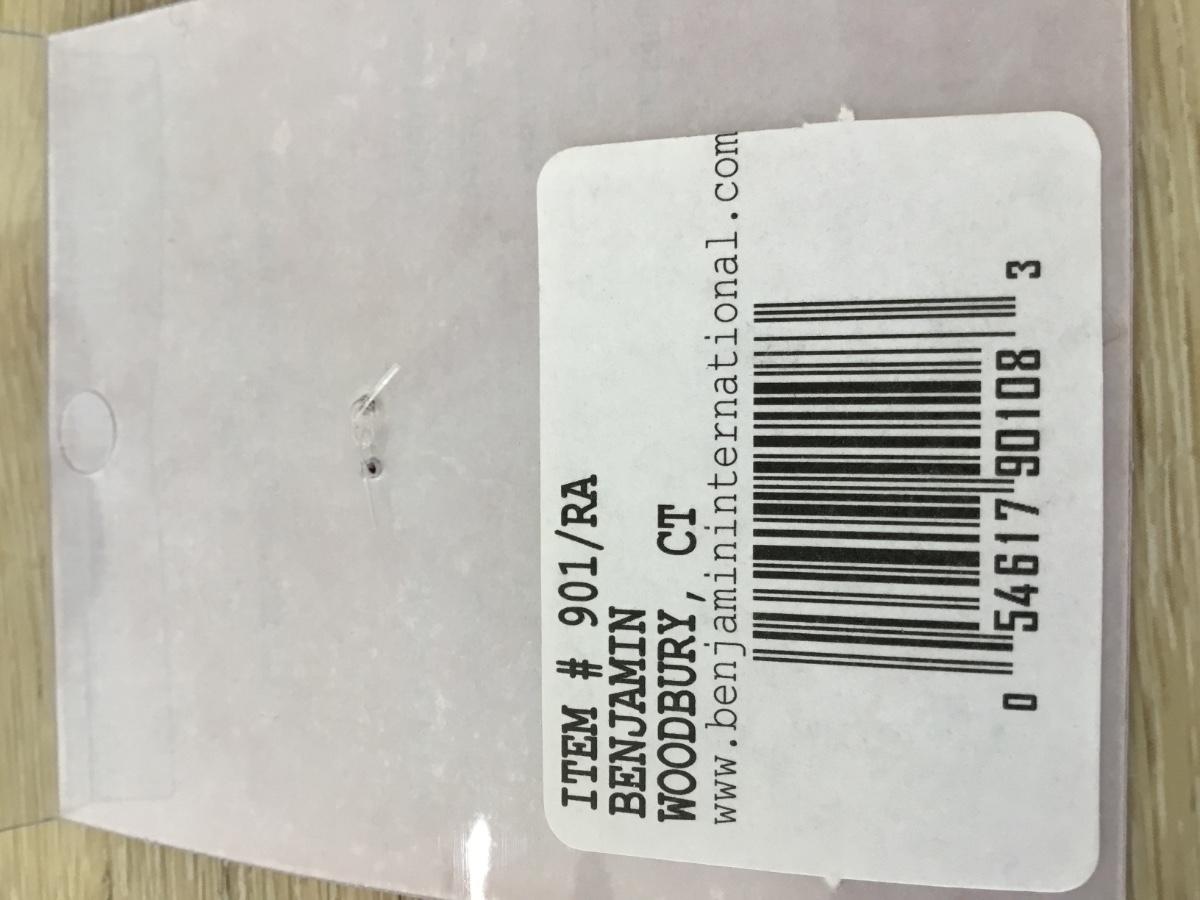 ITEM # 901/RA
BENJAMIN
WOODBURY, CT
www.benjamininternational.com
0 54617 90108 3